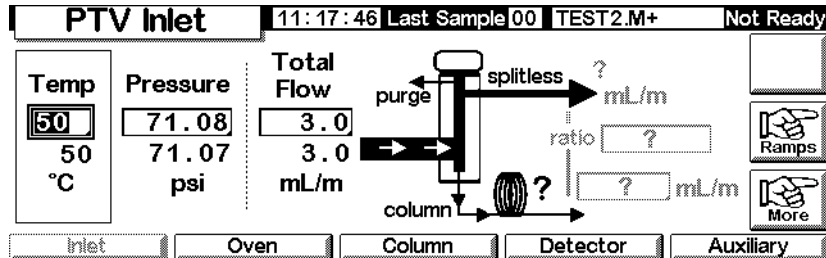 PTV Inlet 11:17:46 Last Sample 00 TEST2.M+ Not Ready
Temp Pressure Total Flow
50 71.08 3.0
50 71.07 3.0
°C psi mL/m
purge splitless ? mL/m
ratio ?
column ? ? mL/m
Ramps
More
Inlet Oven Column Detector Auxiliary